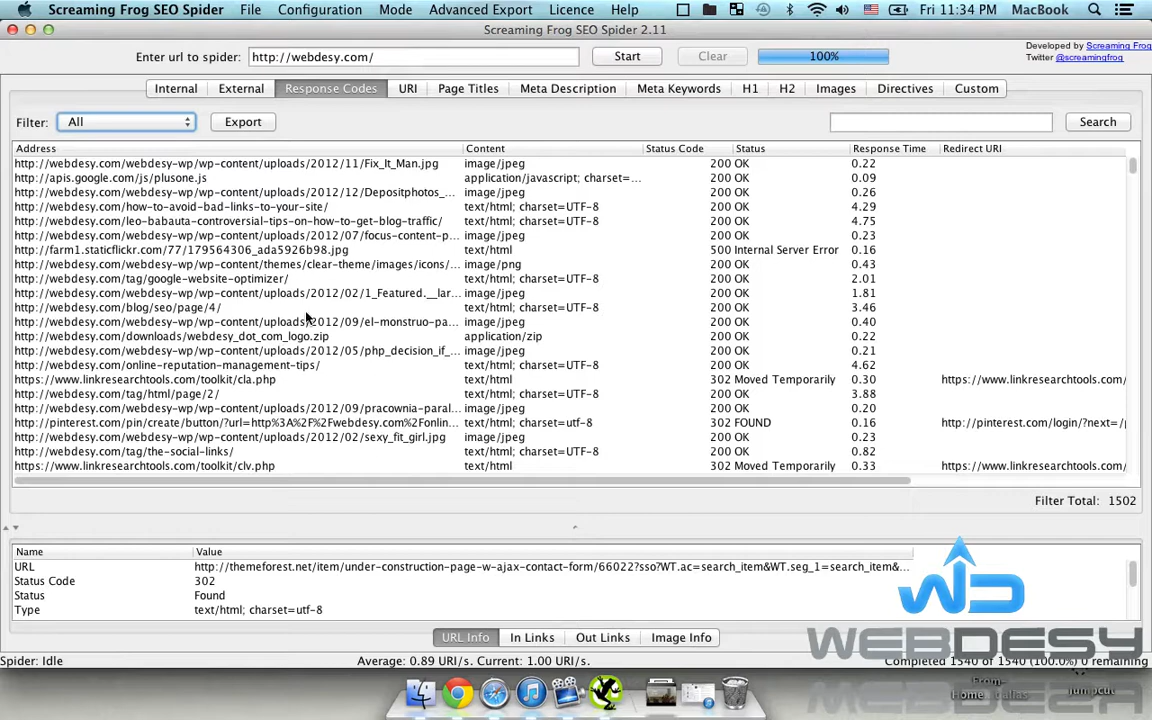 Screaming Frog SEO Spider File Configuration Mode Advanced Export Licence Help Fri 11:34 PM MacBook
Screaming Frog SEO Spider 2.11
Enter url to spider: http://webdesy.com/ Start Clear 100% Developed by Screaming Frog
Twitter @screamingfrog
Internal External Response Codes URI Page Titles Meta Description Meta Keywords H1 H2 Images Directives Custom
Filter: All Export Search
Address Content Status Code Status Response Time Redirect URI
http://webdesy.com/webdesy-wp/wp-content/uploads/2012/11/Fix_It_Man.jpg image/jpeg 200 OK 0.22
http://apis.google.com/js/plusone.js application/javascript; charset=... 200 OK 0.09
http://webdesy.com/webdesy-wp/wp-content/uploads/2012/12/Depositphotos_... image/jpeg 200 OK 0.26
http://webdesy.com/how-to-avoid-bad-links-to-your-site/ text/html; charset=UTF-8 200 OK 4.29
http://webdesy.com/leo-babauta-controversial-tips-on-how-to-get-blog-traffic/ text/html; charset=UTF-8 200 OK 4.75
http://webdesy.com/webdesy-wp/wp-content/uploads/2012/07/focus-content-p... image/jpeg 200 OK 0.23
http://farm1.staticflickr.com/77/179564306_ada5926b98.jpg text/html 500 Internal Server Error 0.16
http://webdesy.com/webdesy-wp/wp-content/themes/clear-theme/images/icons/... image/png 200 OK 0.43
http://webdesy.com/tag/google-website-optimizer/ text/html; charset=UTF-8 200 OK 2.01
http://webdesy.com/webdesy-wp/wp-content/uploads/2012/02/1_Featured.__lar... image/jpeg 200 OK 1.81
http://webdesy.com/blog/seo/page/4/ text/html; charset=UTF-8 200 OK 3.46
http://webdesy.com/webdesy-wp/wp-content/uploads/2012/09/el-monstruo-pa... image/jpeg 200 OK 0.40
http://webdesy.com/downloads/webdesy_dot_com_logo.zip application/zip 200 OK 0.22
http://webdesy.com/webdesy-wp/wp-content/uploads/2012/05/php_decision_if_... image/jpeg 200 OK 0.21
http://webdesy.com/online-reputation-management-tips/ text/html; charset=UTF-8 200 OK 4.62
https://www.linkresearchtools.com/toolkit/cla.php text/html 302 Moved Temporarily 0.30 https://www.linkresearchtools.com/
http://webdesy.com/tag/html/page/2/ text/html; charset=UTF-8 200 OK 3.88
http://webdesy.com/webdesy-wp/wp-content/uploads/2012/09/pracownia-paral... image/jpeg 200 OK 0.20
http://pinterest.com/pin/create/button/?url=http%3A%2F%2Fwebdesy.com%2Fonlin... text/html; charset=utf-8 302 FOUND 0.16 http://pinterest.com/login/?next=/p
http://webdesy.com/webdesy-wp/wp-content/uploads/2012/02/sexy_fit_girl.jpg image/jpeg 200 OK 0.23
http://webdesy.com/tag/the-social-links/ text/html; charset=UTF-8 200 OK 0.82
https://www.linkresearchtools.com/toolkit/clv.php text/html 302 Moved Temporarily 0.33 https://www.linkresearchtools.com/
Filter Total: 1502
Name Value
URL http://themeforest.net/item/under-construction-page-w-ajax-contact-form/66022?sso?WT.ac=search_item&WT.seg_1=search_item&...
Status Code 302
Status Found
Type text/html; charset=utf-8
URL Info In Links Out Links Image Info
WEBDESY
Spider: Idle Average: 0.89 URI/s. Current: 1.00 URI/s. Completed 1540 of 1540 (100.0%) 0 remaining
From-
Home
jumpcut